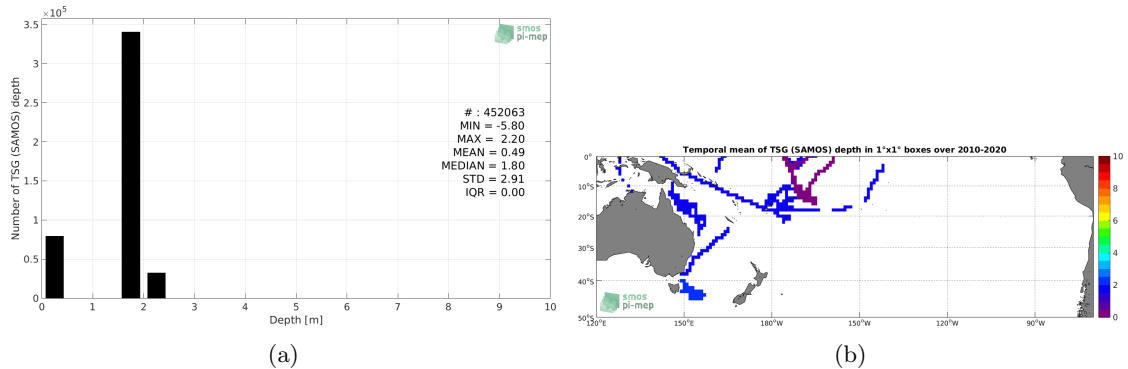 ×10⁵
3.5
3
2.5
2
1.5
1
0.5
0
Number of TSG (SAMOS) depth
smos
pi-mep
# : 452063
MIN = -5.80
MAX = 2.20
MEAN = 0.49
MEDIAN = 1.80
STD = 2.91
IQR = 0.00
0 1 2 3 4 5 6 7 8 9 10
Depth [m]
(a)
Temporal mean of TSG (SAMOS) depth in 1°x1° boxes over 2010-2020
0°
10°S
20°S
30°S
40°S
50°S
smos
pi-mep
120°E 150°E 180°W 150°W 120°W 90°W
10
8
6
4
2
0
(b)